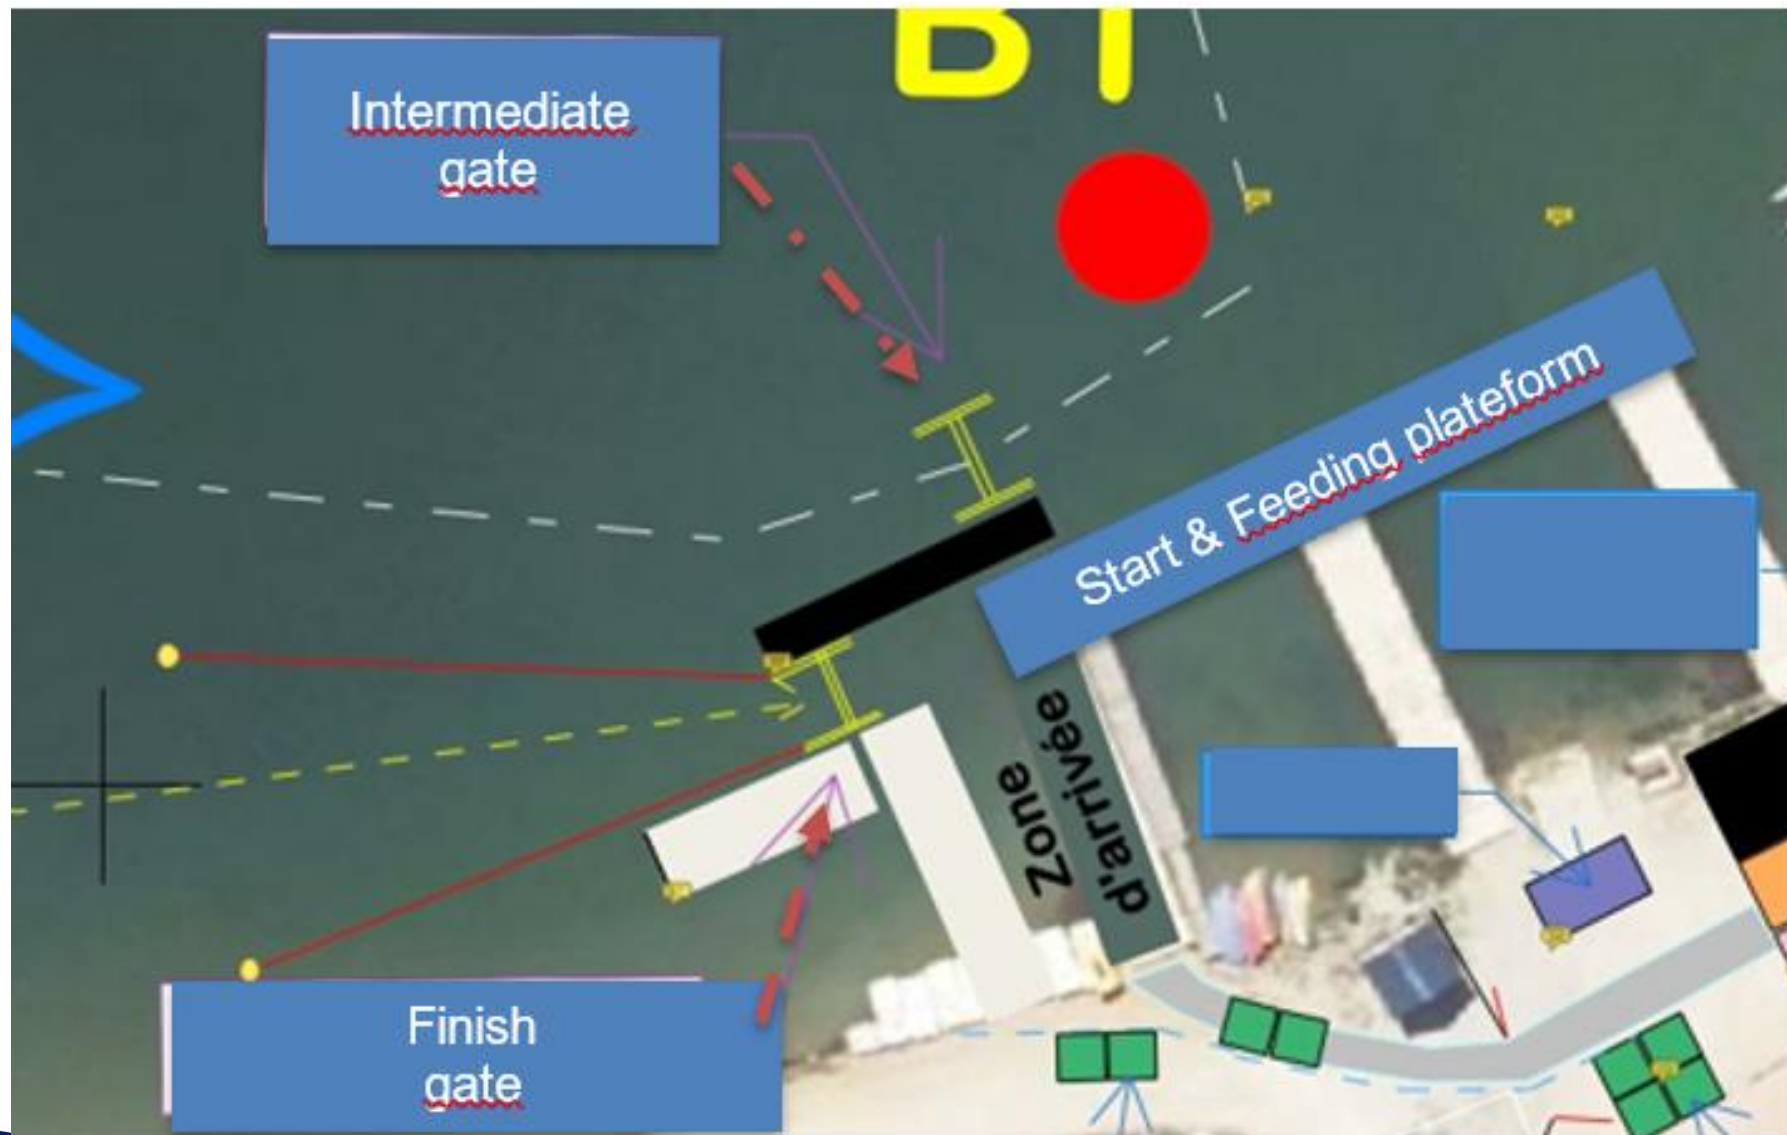 B1
Intermediate
gate
Start & Feeding plateform
Zone
d'arrivée
Finish
gate